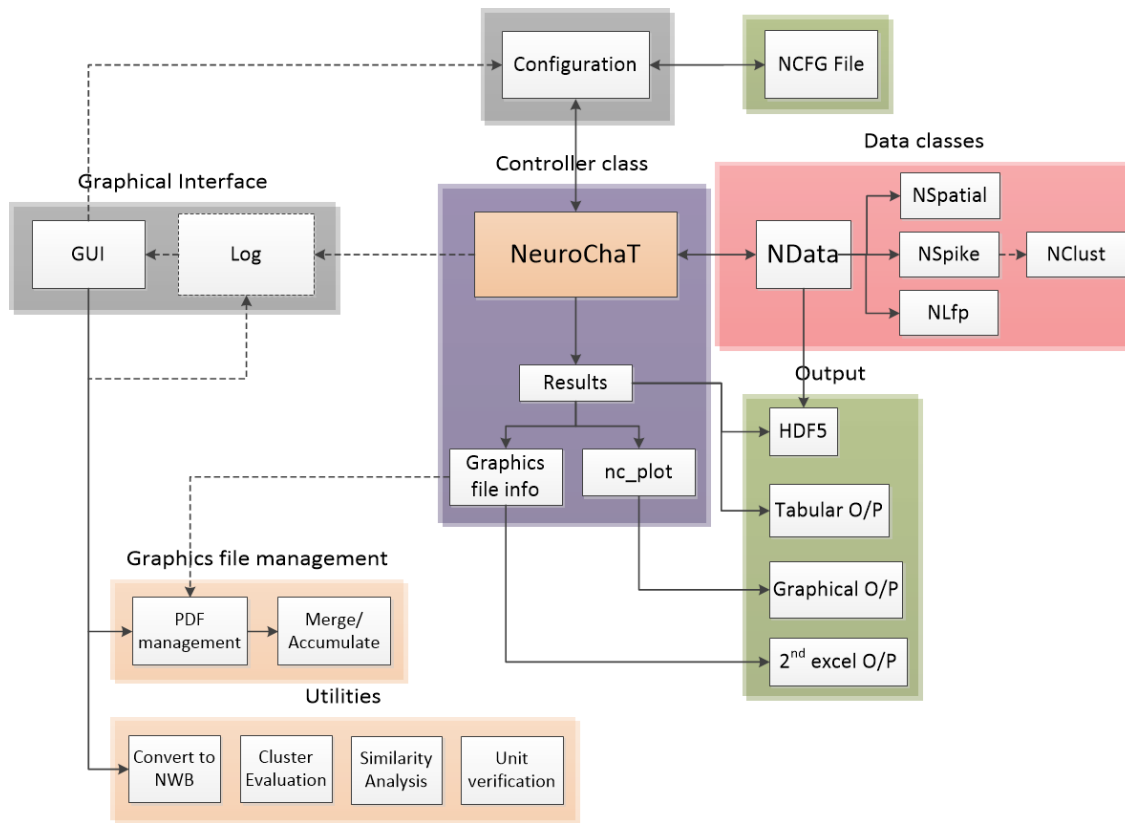 Configuration
NCFG File
Controller class
Data classes
Graphical Interface
GUI
Log
NeuroChaT
NData
NSpatial
NSpike
NClust
NLfp
Results
Graphics
file info
nc_plot
Output
HDF5
Tabular O/P
Graphical O/P
2nd excel O/P
Graphics file management
PDF
management
Merge/
Accumulate
Utilities
Convert to
NWB
Cluster
Evaluation
Similarity
Analysis
Unit
verification